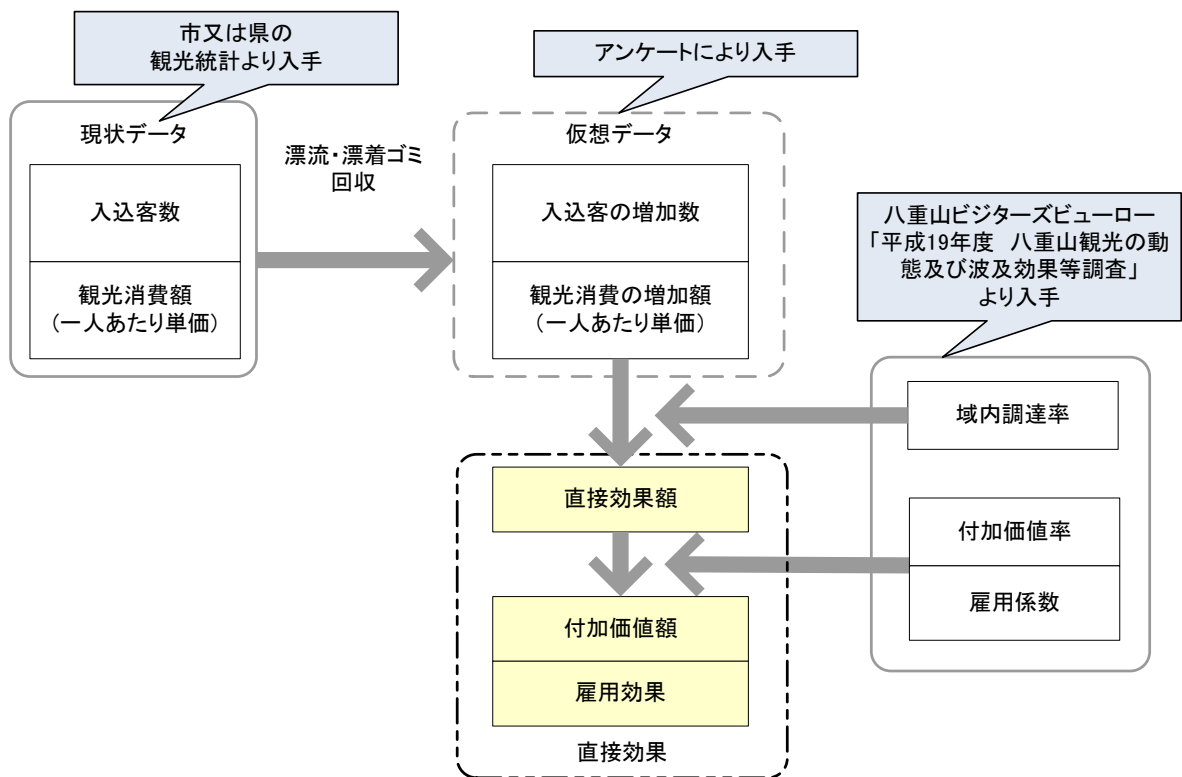 市又は県の
観光統計より入手
アンケートにより入手
現状データ
入込客数
観光消費額
(一人あたり単価)
漂流・漂着ゴミ
回収
仮想データ
入込客の増加数
観光消費の増加額
(一人あたり単価)
八重山ビジターズビューロー
「平成19年度 八重山観光の動
態及び波及効果等調査」
より入手
域内調達率
付加価値率
雇用係数
直接効果額
付加価値額
雇用効果
直接効果